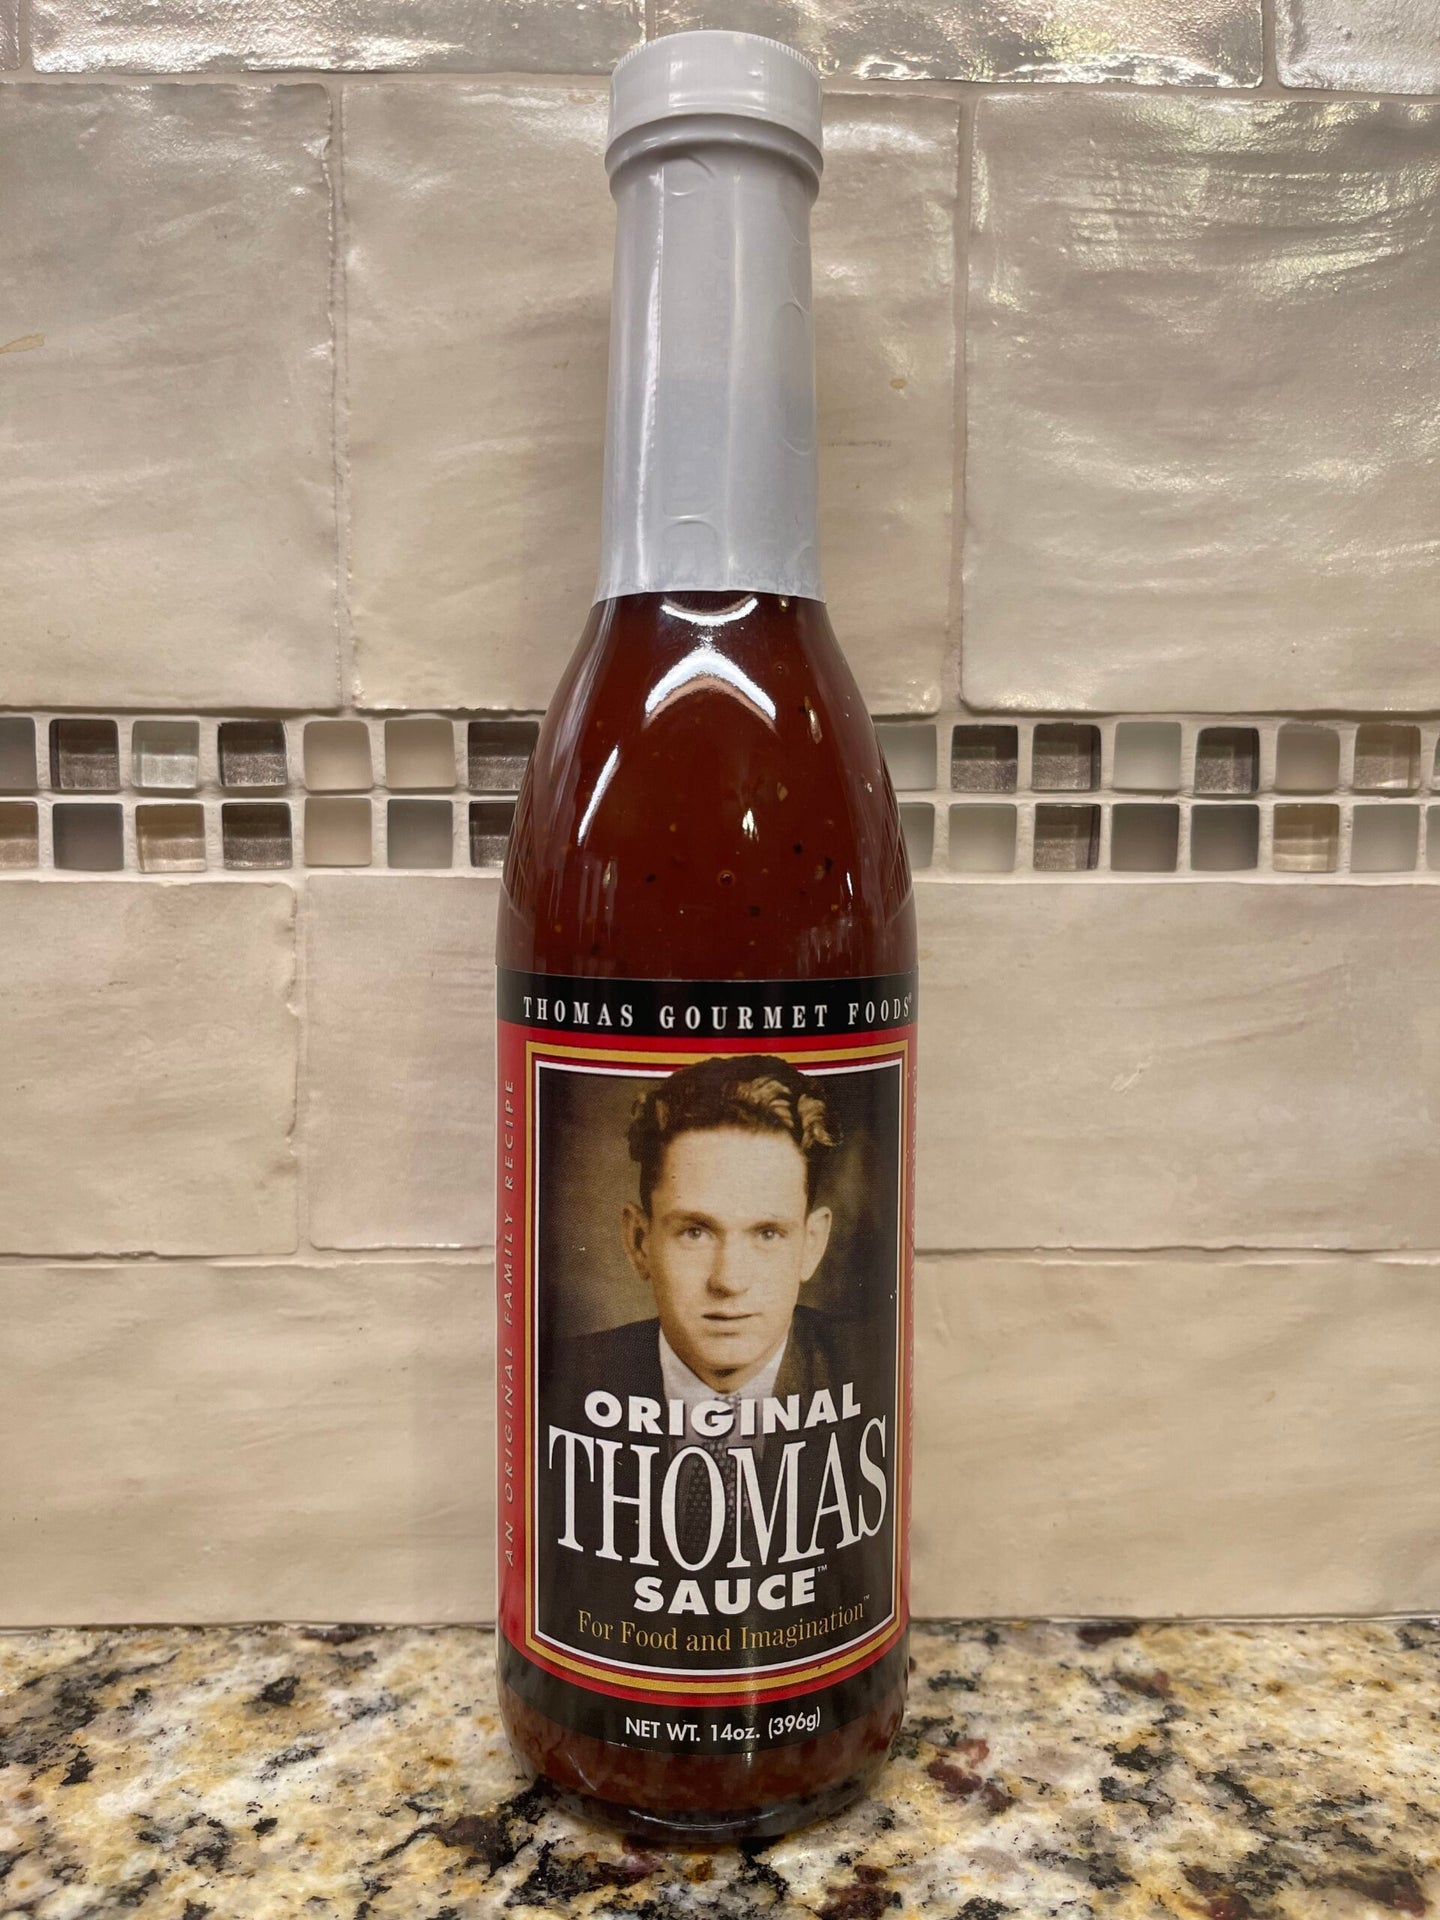 THOMAS GOURMET FOODS®
AN ORIGINAL FAMILY RECIPE
ORIGINAL
THOMAS
SAUCE™
For Food and Imagination™
NET WT. 14oz. (396g)